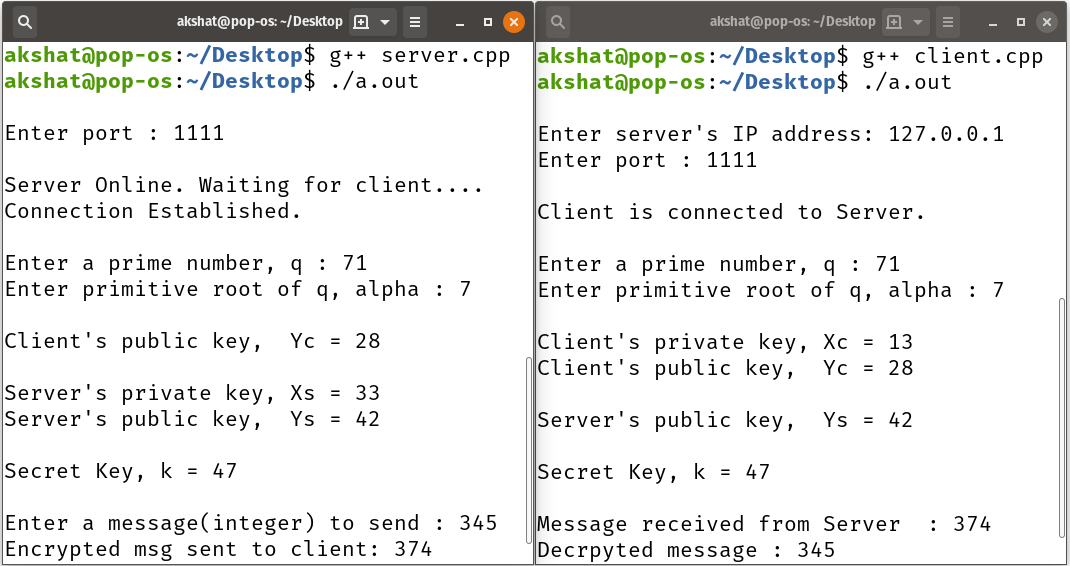 akshat@pop-os: ~/Desktop
akshat@pop-os:~/Desktop$ g++ server.cpp
akshat@pop-os:~/Desktop$ ./a.out
Enter port : 1111
Server Online. Waiting for client....
Connection Established.
Enter a prime number, q : 71
Enter primitive root of q, alpha : 7
Client's public key,  Yc = 28
Server's private key, Xs = 33
Server's public key,  Ys = 42
Secret Key, k = 47
Enter a message(integer) to send : 345
Encrypted msg sent to client: 374
akshat@pop-os: ~/Desktop
akshat@pop-os:~/Desktop$ g++ client.cpp
akshat@pop-os:~/Desktop$ ./a.out
Enter server's IP address: 127.0.0.1
Enter port : 1111
Client is connected to Server.
Enter a prime number, q : 71
Enter primitive root of q, alpha : 7
Client's private key, Xc = 13
Client's public key,  Yc = 28
Server's public key,  Ys = 42
Secret Key, k = 47
Message received from Server  : 374
Decrpyted message : 345